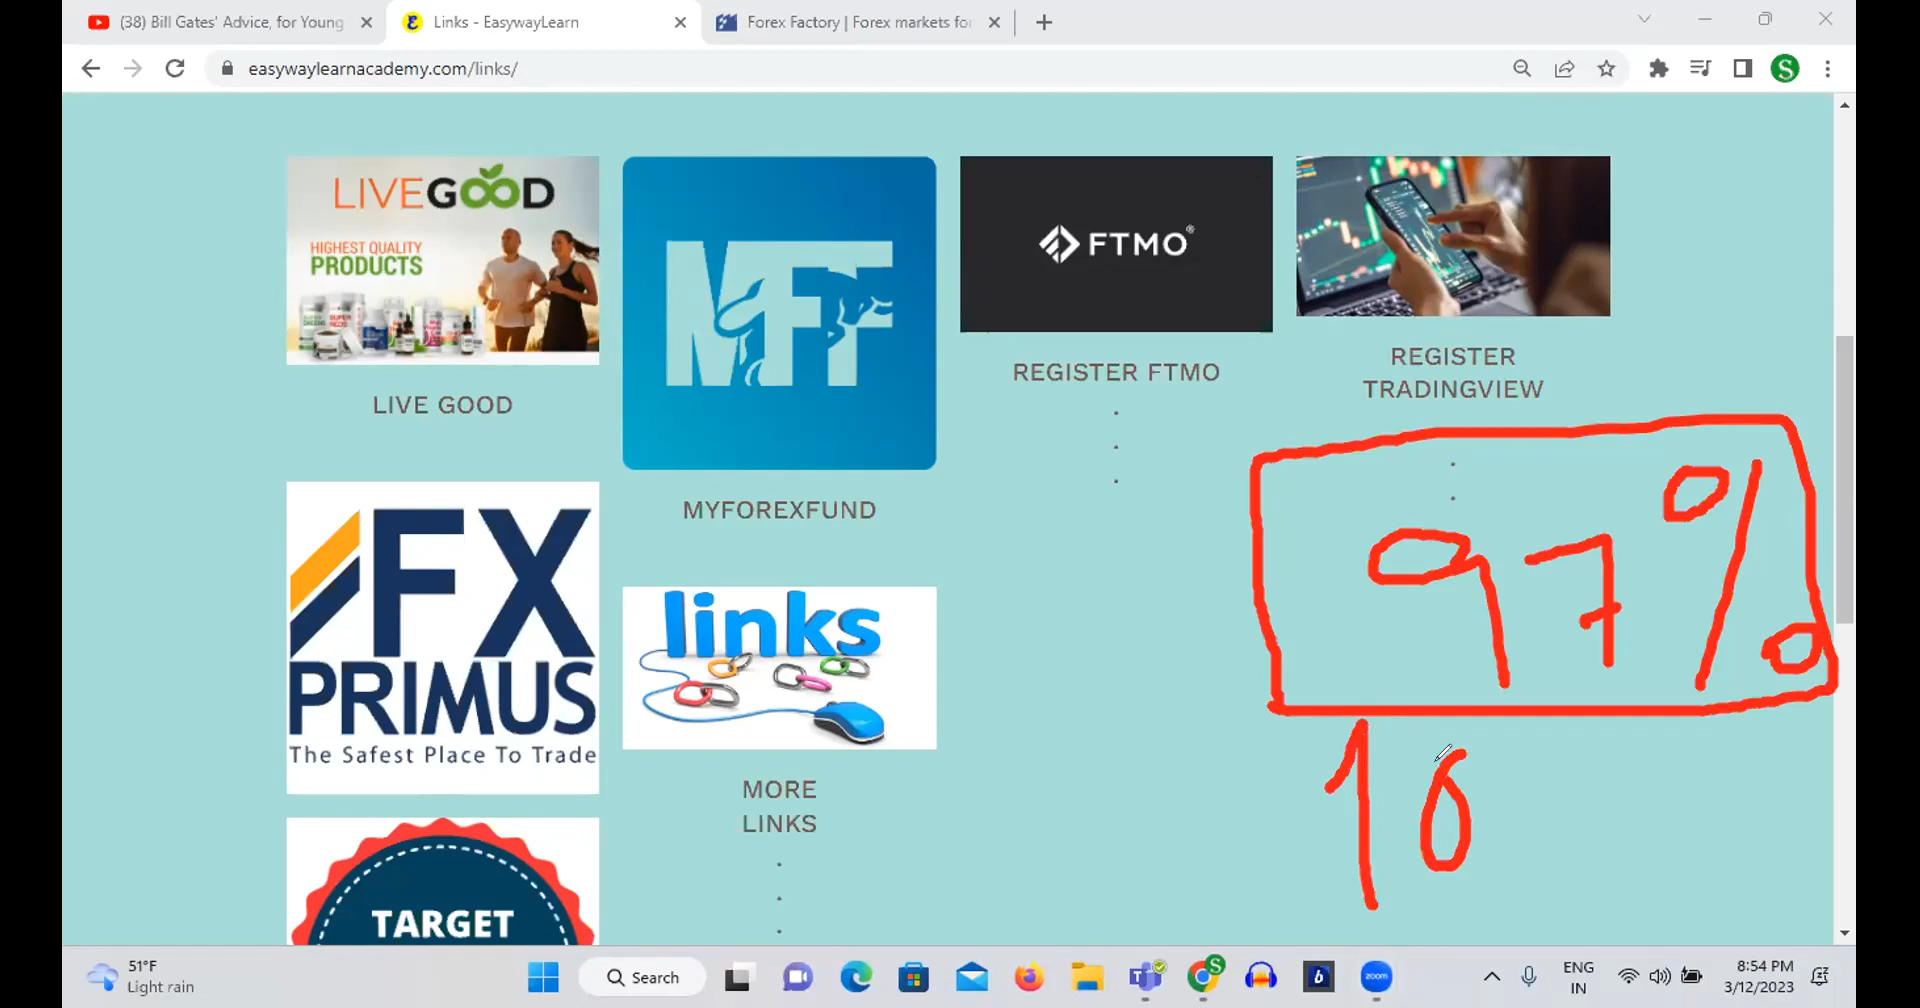 (38) Bill Gates' Advice, for Young
Links - EasywayLearn
Forex Factory | Forex markets for
easywaylearnacademy.com/links/
S
LIVEGOOD
HIGHEST QUALITY
PRODUCTS
LIVE GOOD
MFF
MYFOREXFUND
FTMO®
REGISTER FTMO
REGISTER
TRADINGVIEW
97%
18
FX
PRIMUS
The Safest Place To Trade
links
MORE
LINKS
TARGET
51°F
Light rain
Search
S
b
zoom
ENG
IN
8:54 PM
3/12/2023